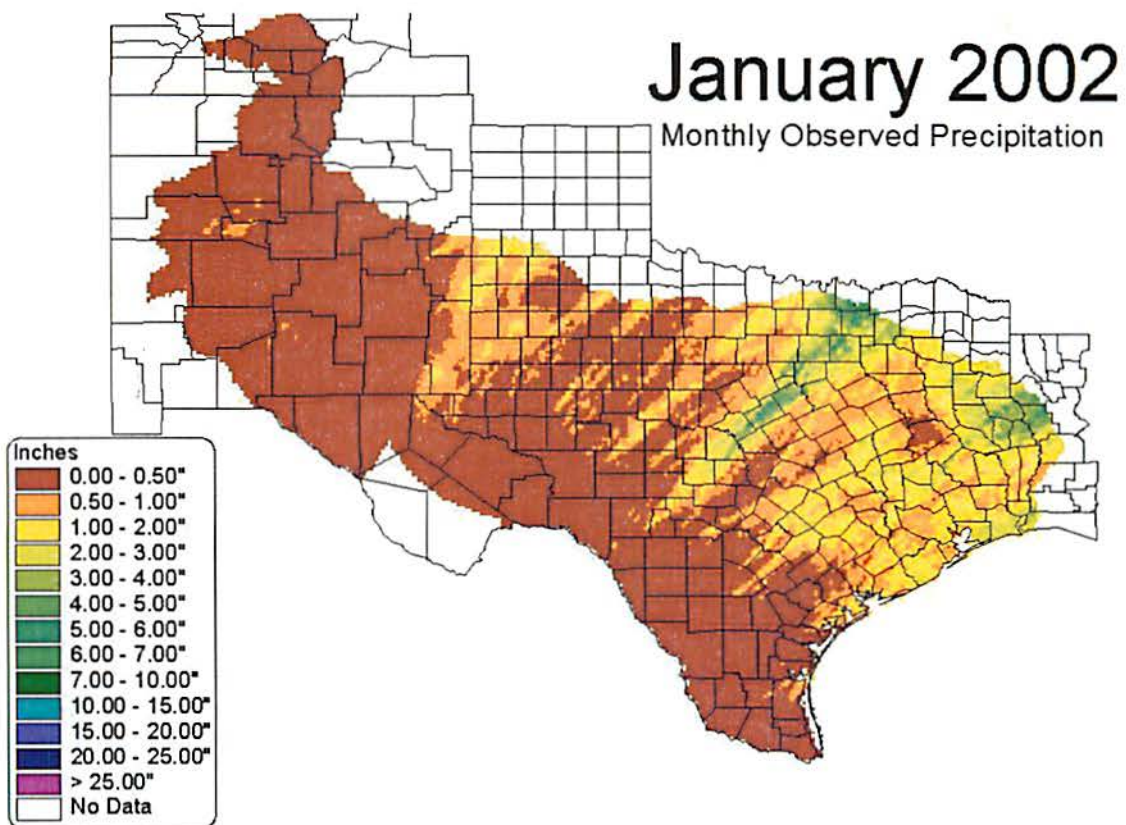 January 2002
Monthly Observed Precipitation
Inches
0.00 - 0.50"
0.50 - 1.00"
1.00 - 2.00"
2.00 - 3.00"
3.00 - 4.00"
4.00 - 5.00"
5.00 - 6.00"
6.00 - 7.00"
7.00 - 10.00"
10.00 - 15.00"
15.00 - 20.00"
20.00 - 25.00"
> 25.00"
No Data